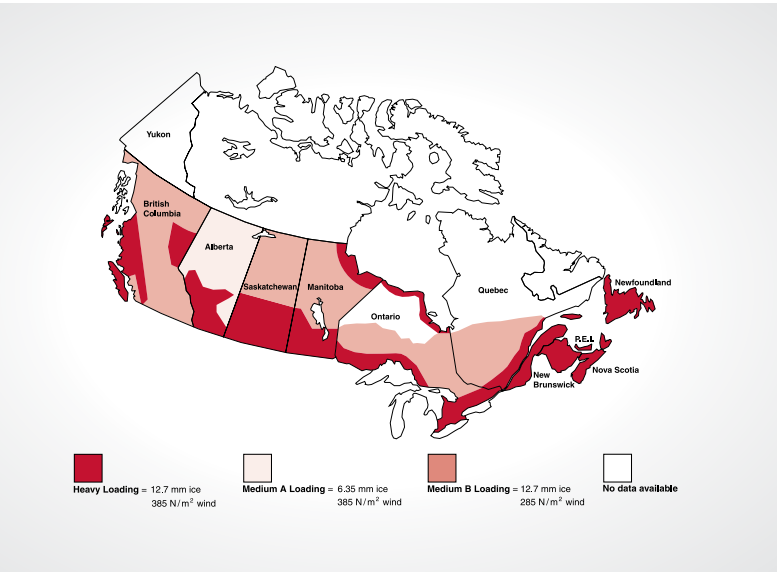 Yukon
British
Columbia
Alberta
Saskatchewan
Manitoba
Ontario
Quebec
Newfoundland
P.E.I.
Nova Scotia
New
Brunswick
Heavy Loading = 12.7 mm ice
385 N/m² wind
Medium A Loading = 6.35 mm ice
385 N/m² wind
Medium B Loading = 12.7 mm ice
285 N/m² wind
No data available